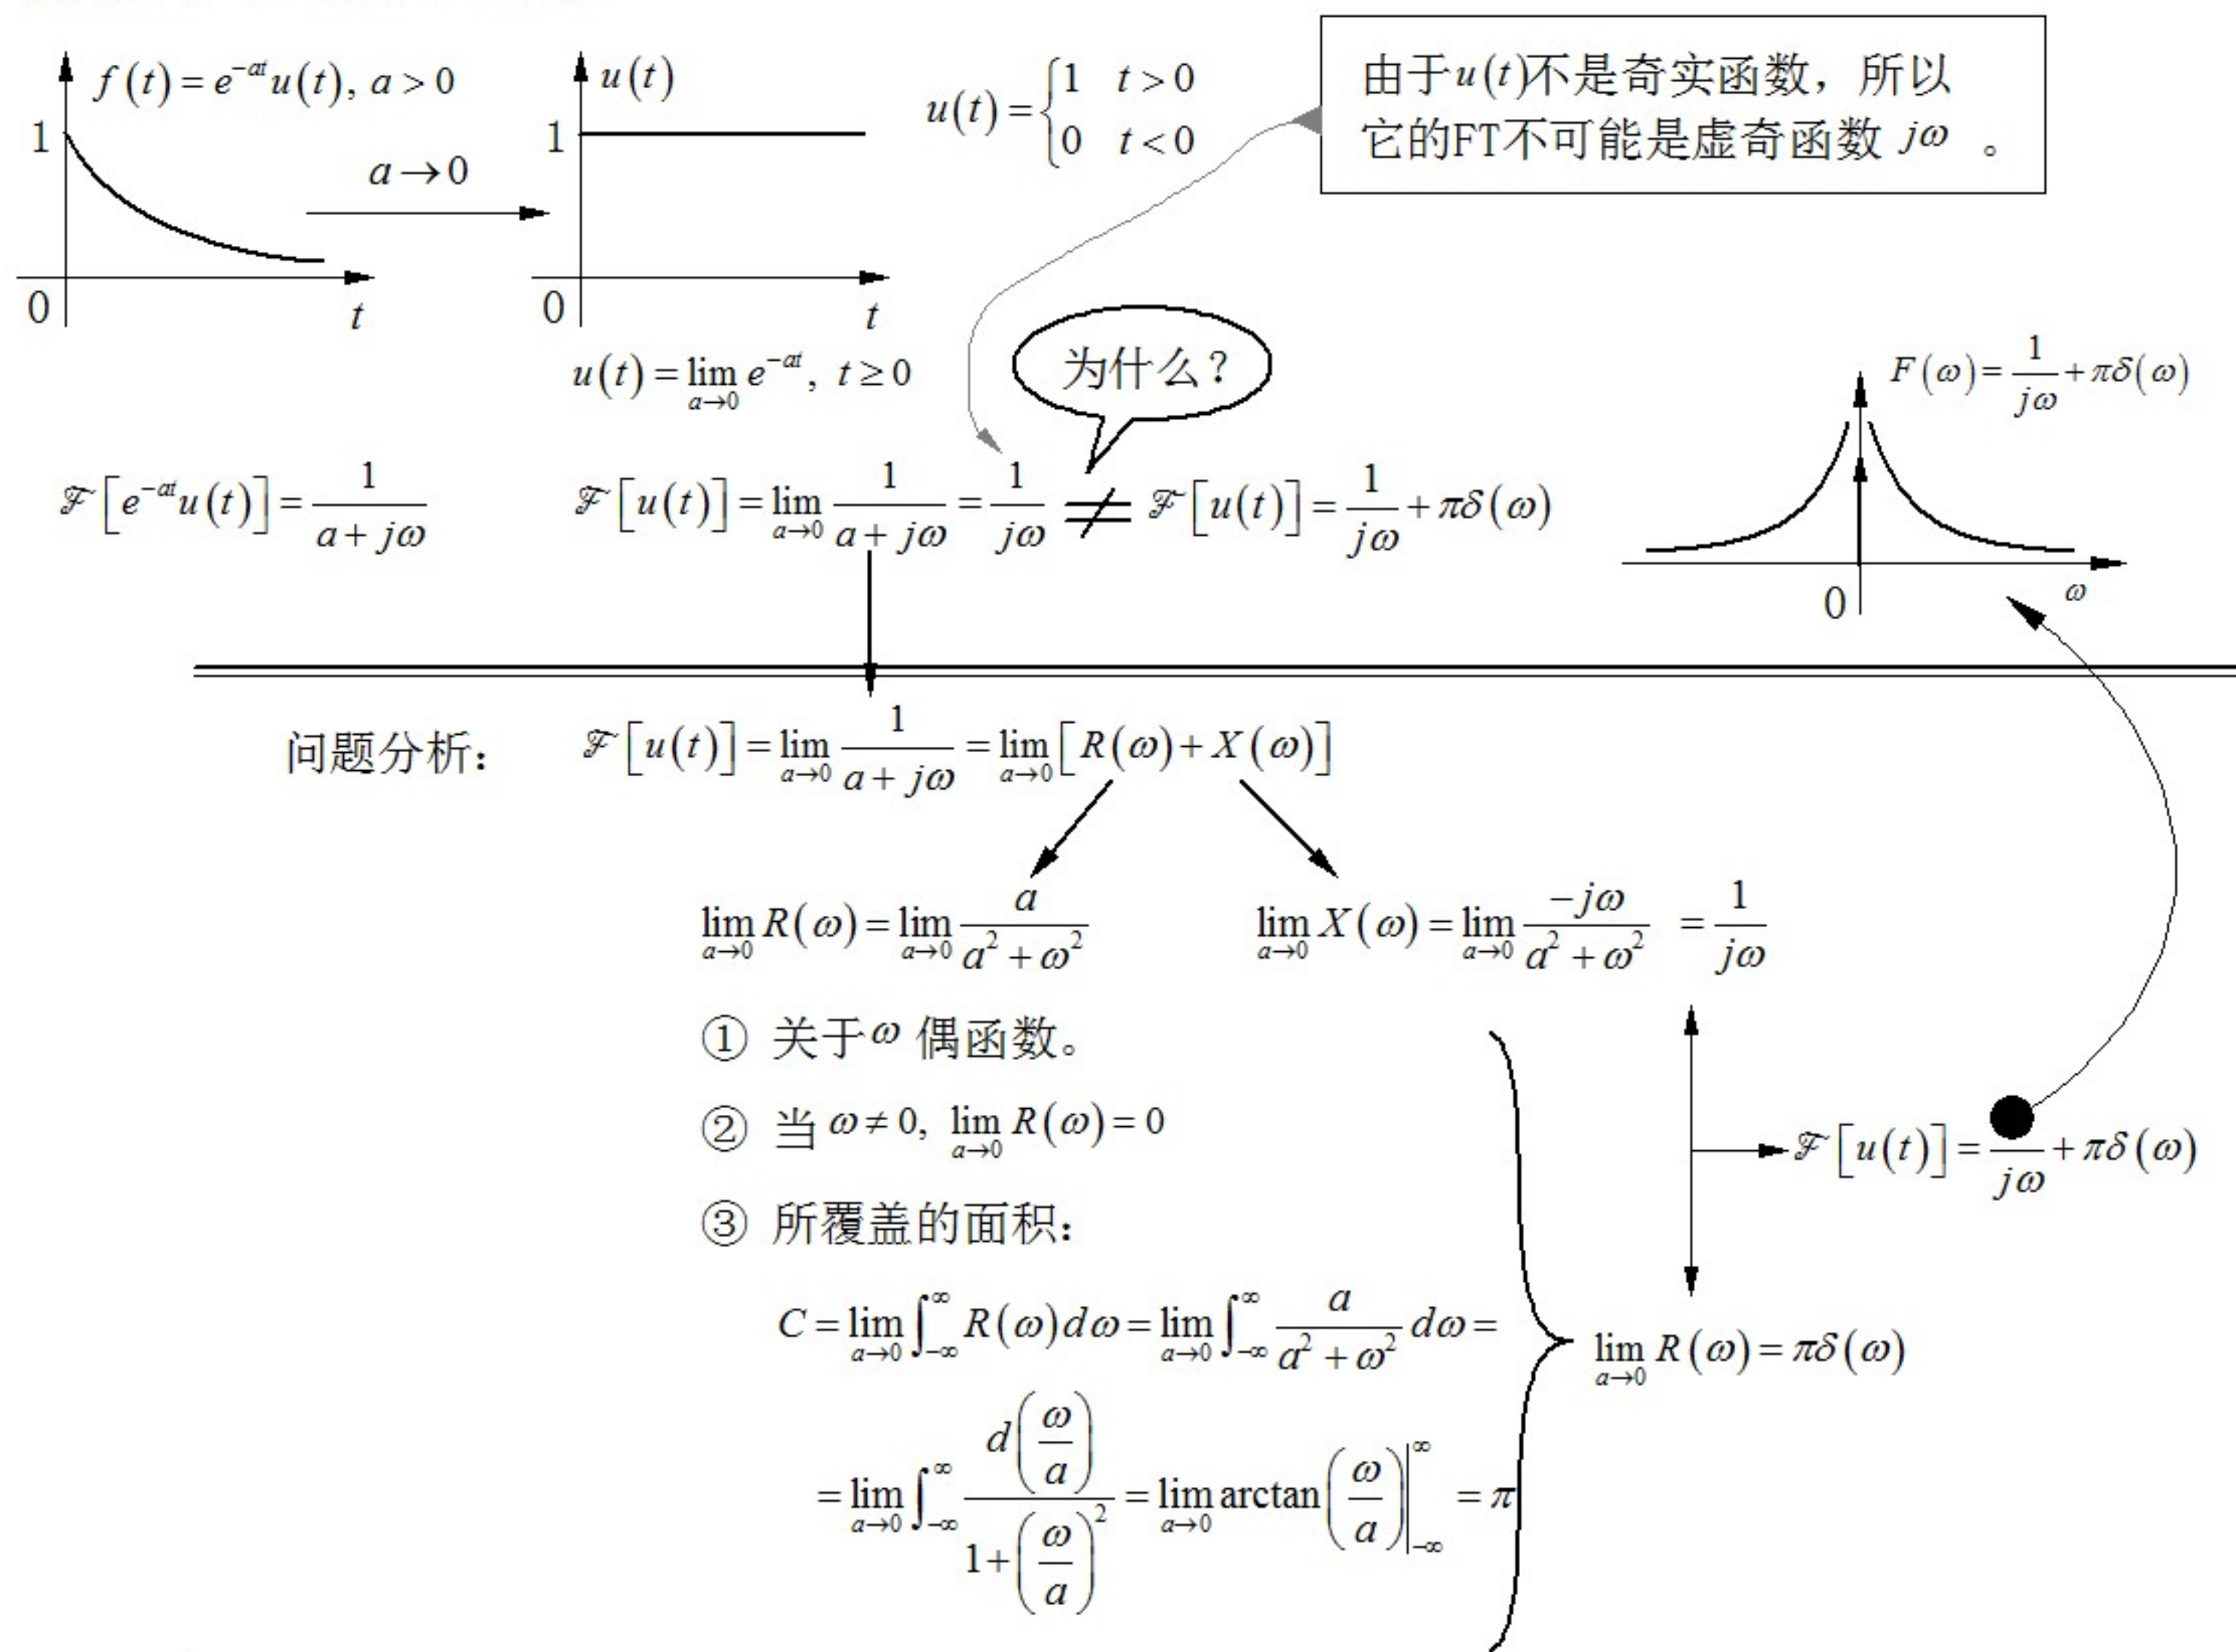 f(t)=e^{-at}u(t), a>0
1
a→0
0
t
u(t)
1
0
t
u(t)=lim_{a→0} e^{-at}, t≥0
u(t)={1 t>0
0 t<0
由于u(t)不是奇实函数，所以
它的FT不可能是虚奇函数 jω 。
为什么？
ℱ[e^{-at}u(t)]=1/(a+jω)
ℱ[u(t)]=lim_{a→0} 1/(a+jω)=1/(jω) ≠ ℱ[u(t)]=1/(jω)+πδ(ω)
F(ω)=1/(jω)+πδ(ω)
0
ω
问题分析： ℱ[u(t)]=lim_{a→0} 1/(a+jω)=lim_{a→0}[R(ω)+X(ω)]
lim_{a→0} R(ω)=lim_{a→0} a/(a²+ω²)
lim_{a→0} X(ω)=lim_{a→0} -jω/(a²+ω²) =1/(jω)
① 关于ω 偶函数。
② 当ω≠0, lim_{a→0} R(ω)=0
③ 所覆盖的面积：
C=lim_{a→0}∫_{-∞}^{∞} R(ω)dω=lim_{a→0}∫_{-∞}^{∞} a/(a²+ω²) dω=
=lim_{a→0}∫_{-∞}^{∞} d(ω/a)/(1+(ω/a)²)=lim_{a→0} arctan(ω/a)|_{-∞}^{∞} =π
lim_{a→0} R(ω)=πδ(ω)
ℱ[u(t)]= /(jω)+πδ(ω)